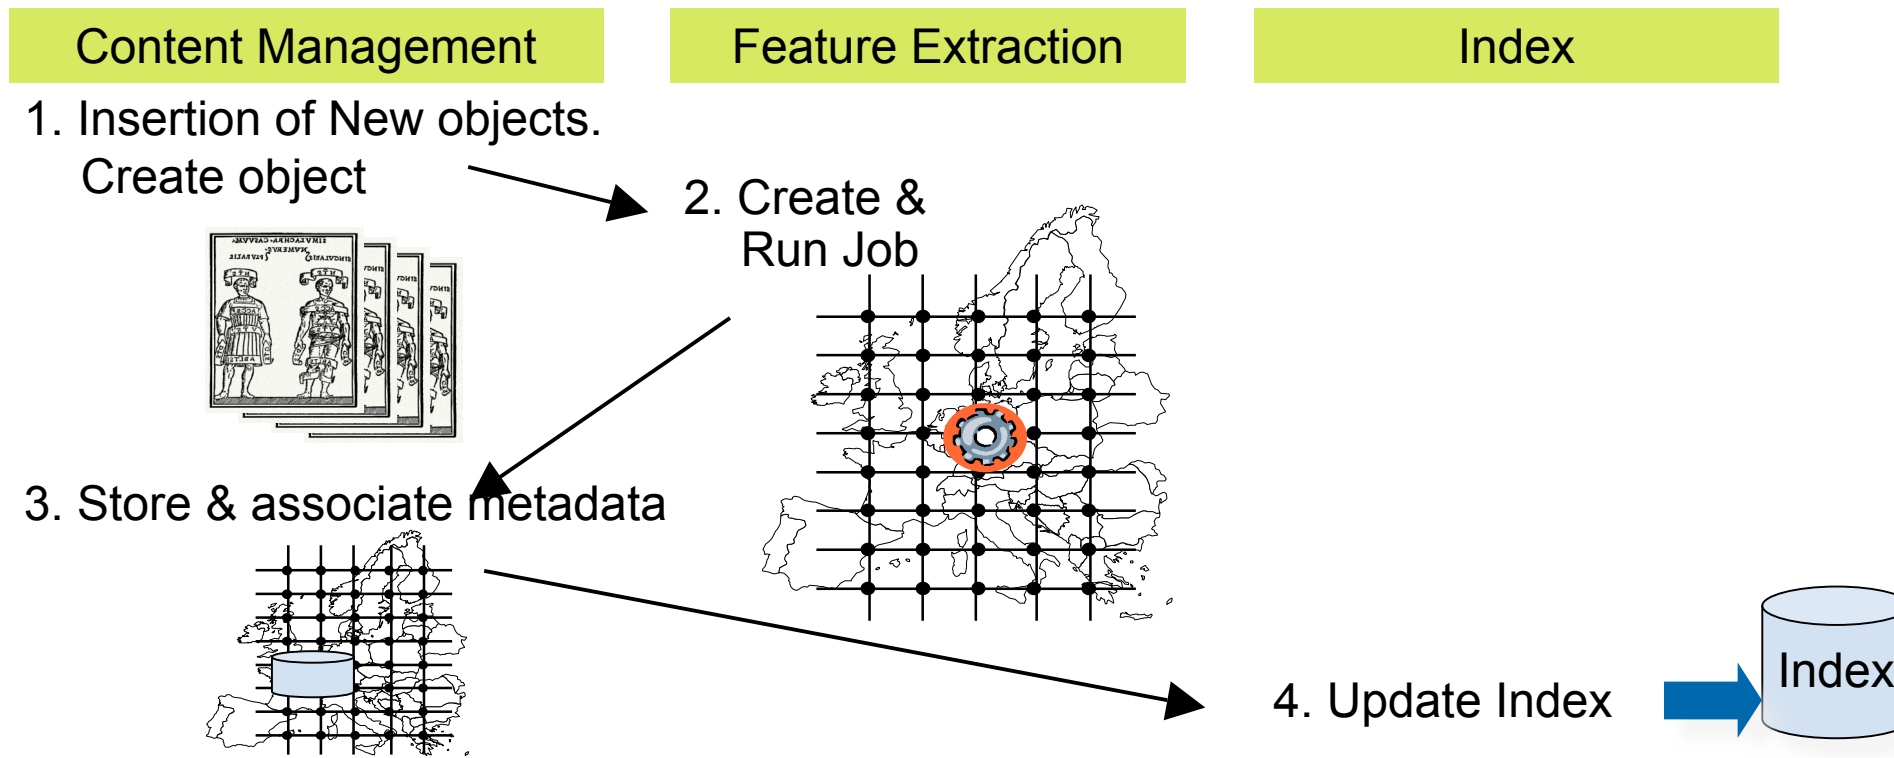 Content Management
Feature Extraction
Index
1. Insertion of New objects.
Create object
2. Create &
Run Job
3. Store & associate metadata
4. Update Index
Index